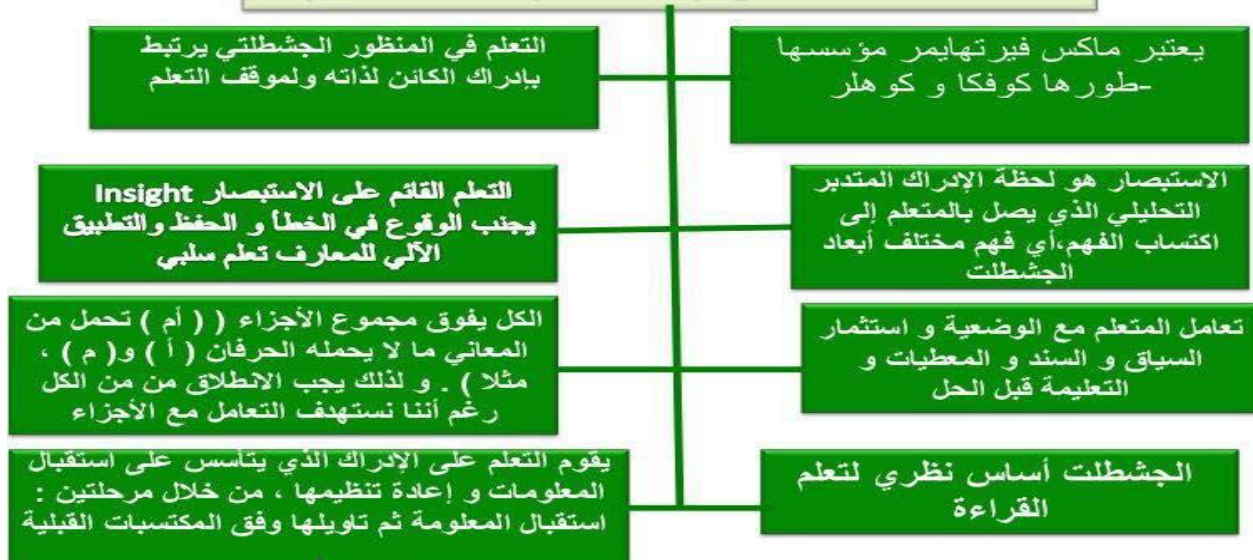 يعتبر ماكس فيرتهايمر مؤسسها
-طورها كوفكا و كوهلر
التعلم في المنظور الجشطلتي يرتبط
بإدراك الكائن لذاته ولموقف التعلم
الاستبصار هو لحظة الإدراك المتدبر
التحليلي الذي يصل بالمتعلم إلى
اكتساب الفهم،أي فهم مختلف أبعاد
الجشطلت
التعلم القائم على الاستبصار Insight
يجنب الوقوع في الخطأ و الحفظ والتطبيق
الآلي للمعارف تعلم سلبي
تعامل المتعلم مع الوضعية و استثمار
السياق و السند و المعطيات و
التعليمة قبل الحل
الكل يفوق مجموع الأجزاء ( ( أم ) تحمل من
المعاني ما لا يحمله الحرفان ( أ ) و( م ) ،
مثلا ) . و لذلك يجب الانطلاق من من الكل
رغم أننا نستهدف التعامل مع الأجزاء
الجشطلت أساس نظري لتعلم
القراءة
يقوم التعلم على الإدراك الذي يتأسس على استقبال
المعلومات و إعادة تنظيمها ، من خلال مرحلتين :
استقبال المعلومة ثم تاويلها وفق المكتسبات القبلية